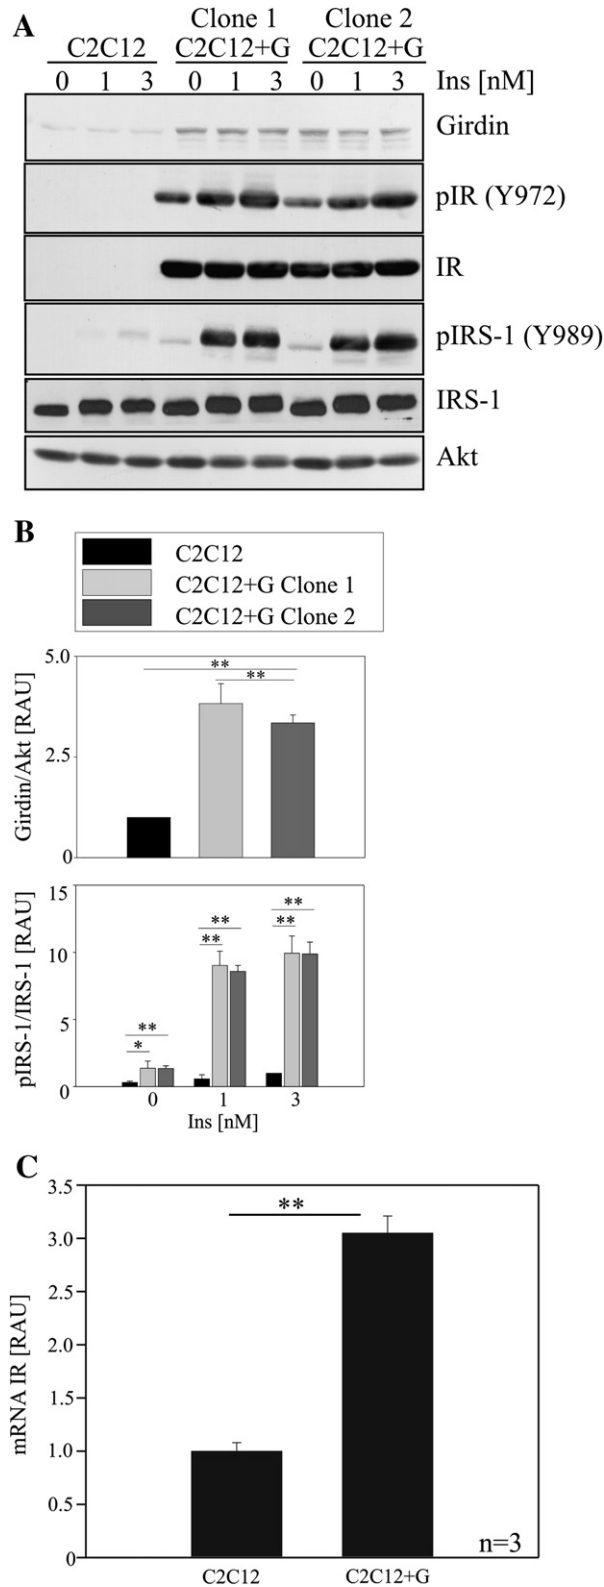 A
Clone 1 Clone 2
C2C12 C2C12+G C2C12+G
0 1 3 0 1 3 0 1 3 Ins [nM]
Girdin
pIR (Y972)
IR
pIRS-1 (Y989)
IRS-1
Akt
B
C2C12
C2C12+G Clone 1
C2C12+G Clone 2
Girdin/Akt [RAU]
5.0
2.5
0
**
**
pIRS-1/IRS-1 [RAU]
15
10
5
0
**
*
**
**
**
**
0 1 3
Ins [nM]
C
mRNA IR [RAU]
3.5
3.0
2.5
2.0
1.5
1.0
0.5
0
**
n=3
C2C12 C2C12+G